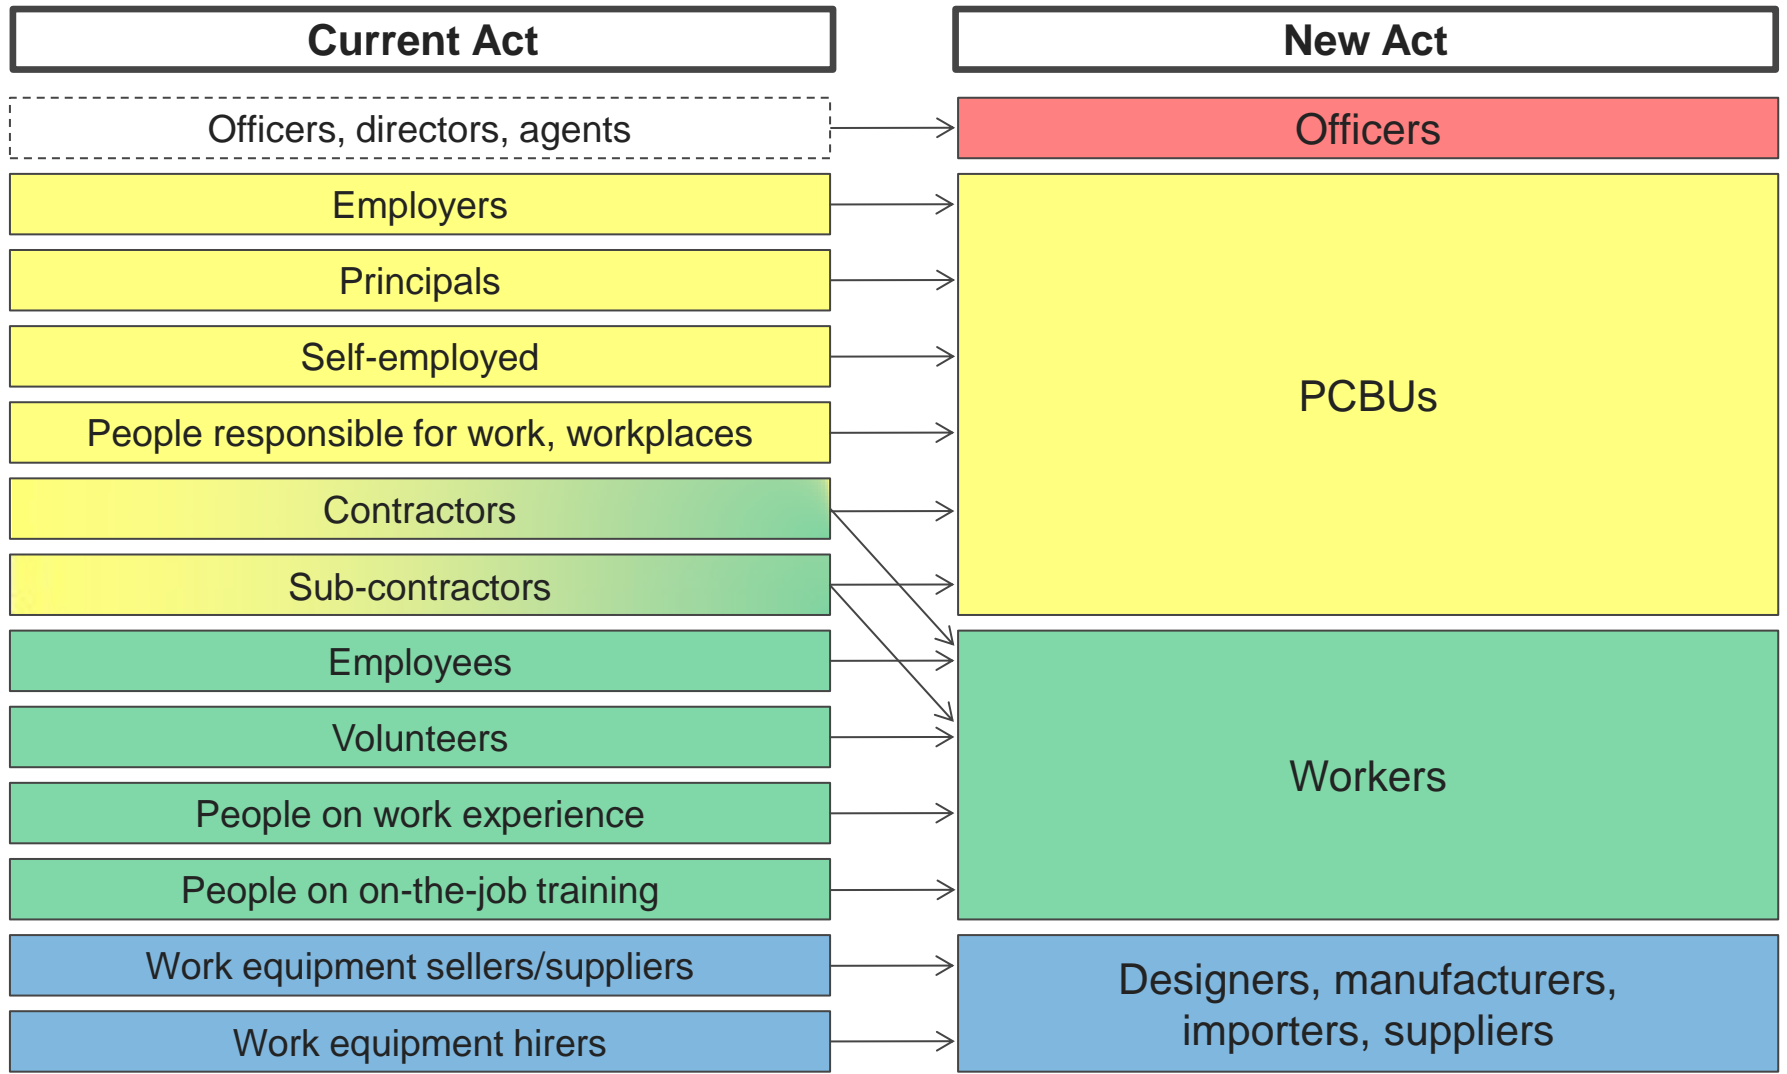 Current Act
New Act
Officers, directors, agents
Officers
Employers
Principals
Self-employed
People responsible for work, workplaces
Contractors
Sub-contractors
PCBUs
Employees
Volunteers
People on work experience
People on on-the-job training
Workers
Work equipment sellers/suppliers
Work equipment hirers
Designers, manufacturers,
importers, suppliers